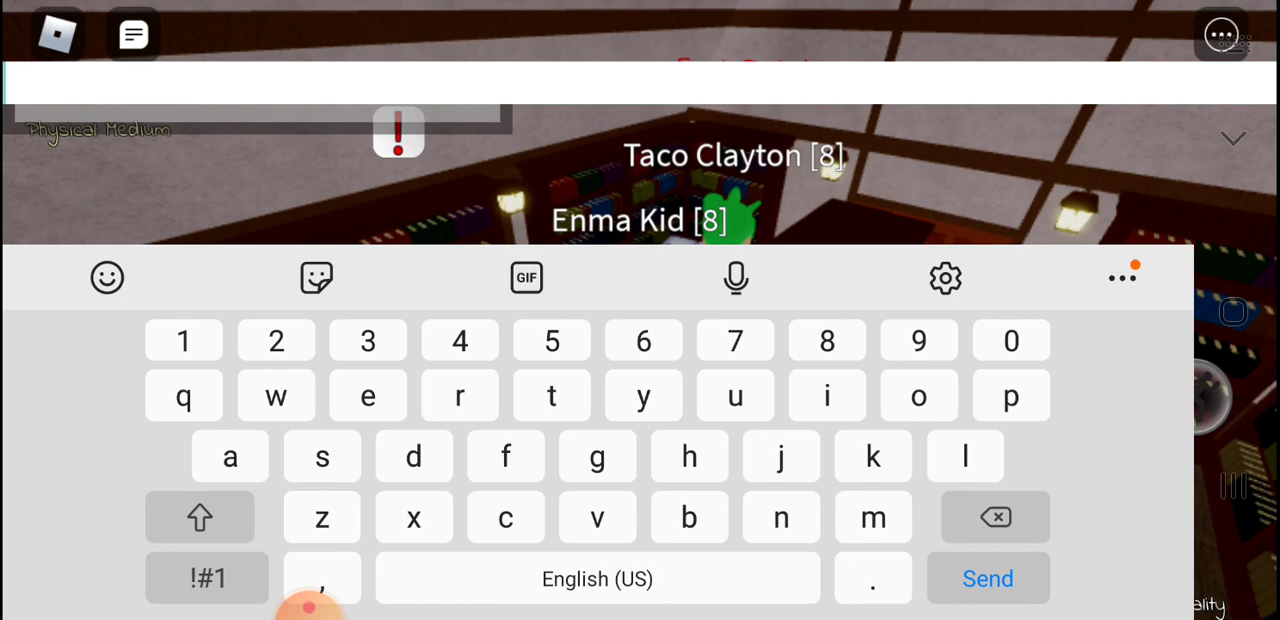 Physical Medium
!
Taco Clayton [8]
Enma Kid [8]
GIF
1 2 3 4 5 6 7 8 9 0
q w e r t y u i o p
a s d f g h j k l
z x c v b n m
!#1 , English (US) . Send
ality